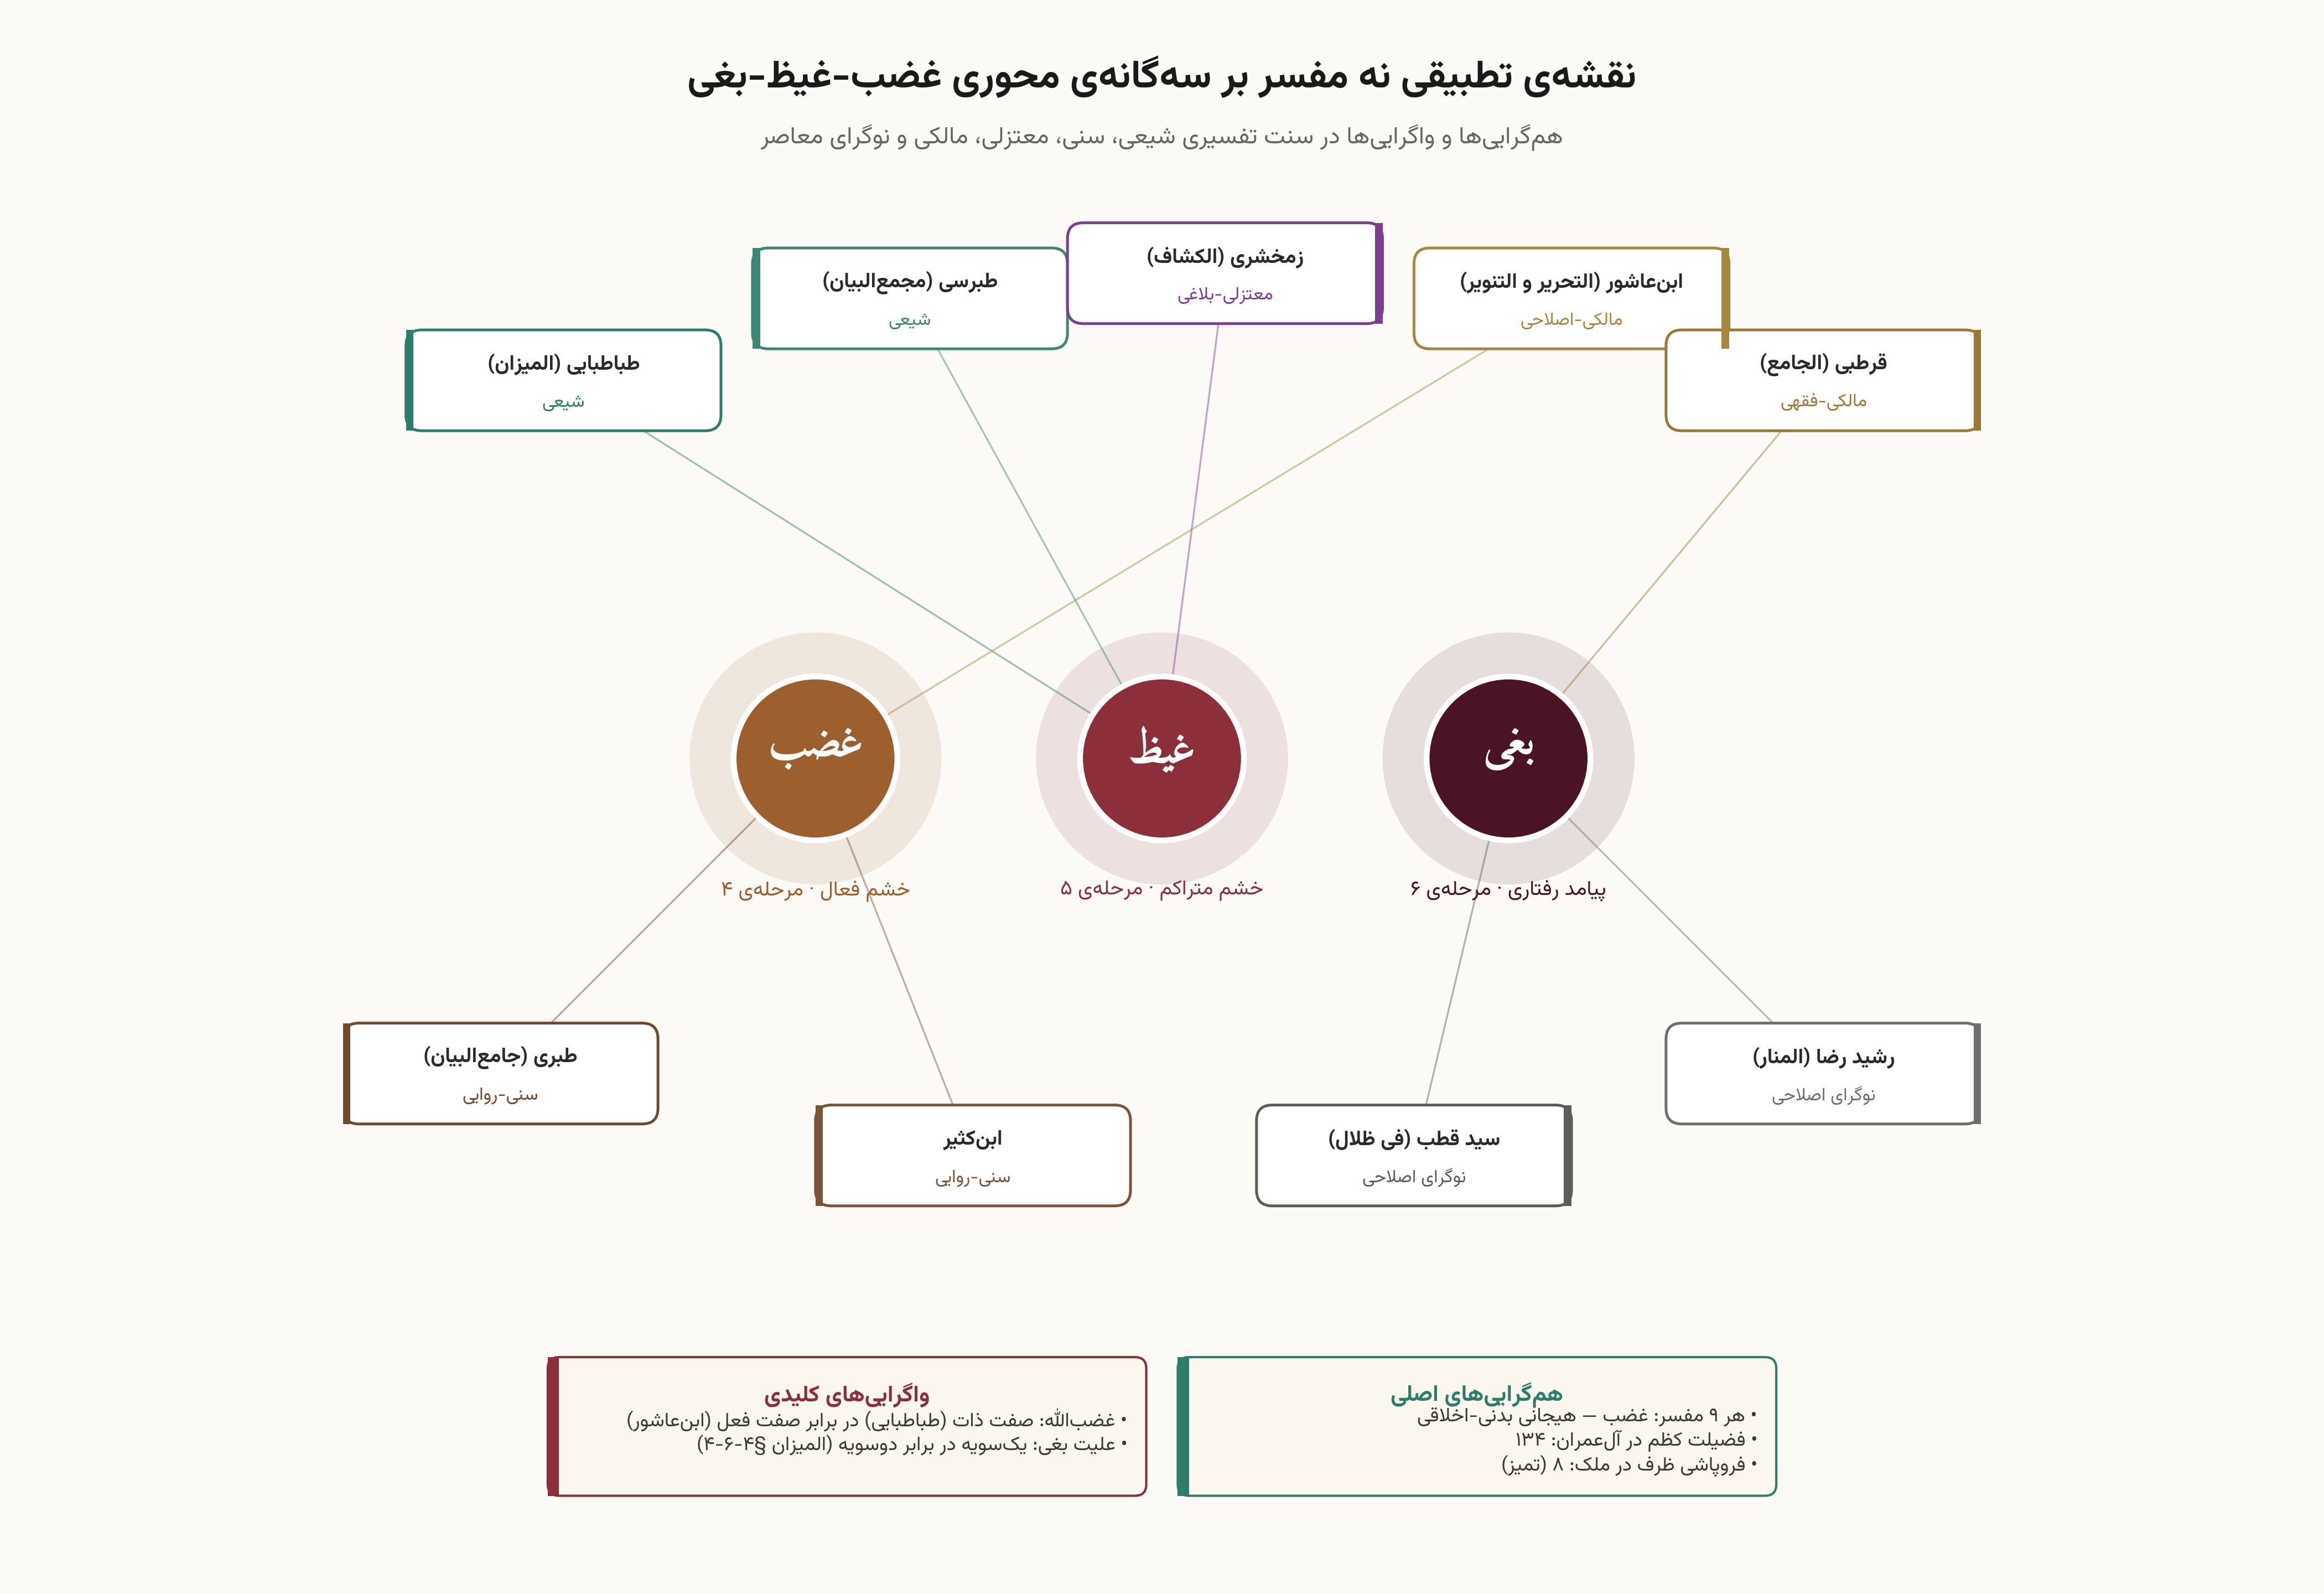 نقشه‌ی تطبیقی نه مفسر بر سه‌گانه‌ی محوری غضب-غیظ-بغی
هم‌گرایی‌ها و واگرایی‌ها در سنت تفسیری شیعی، سنی، معتزلی، مالکی و نوگرای معاصر
زمخشری (الکشاف)
معتزلی-بلاغی
ابن‌عاشور (التحریر و التنویر)
مالکی-اصلاحی
طبرسی (مجمع‌البیان)
شیعی
قرطبی (الجامع)
مالکی-فقهی
طباطبایی (المیزان)
شیعی
بغی
غیظ
غضب
پیامد رفتاری · مرحله‌ی ۶
خشم متراکم · مرحله‌ی ۵
خشم فعال · مرحله‌ی ۴
رشید رضا (المنار)
نوگرای اصلاحی
طبری (جامع‌البیان)
سنی-روایی
سید قطب (فی ظلال)
نوگرای اصلاحی
ابن‌کثیر
سنی-روایی
هم‌گرایی‌های اصلی
• هر ۹ مفسر: غضب — هیجانی بدنی-اخلاقی
• فضیلت کظم در آل‌عمران: ۱۳۴
• فروپاشی ظرف در ملک: ۸ (تمیز)
واگرایی‌های کلیدی
• غضب‌الله: صفت ذات (طباطبایی) در برابر صفت فعل (ابن‌عاشور)
• علیت بغی: یک‌سویه در برابر دوسویه (المیزان §۴-۶-۴)